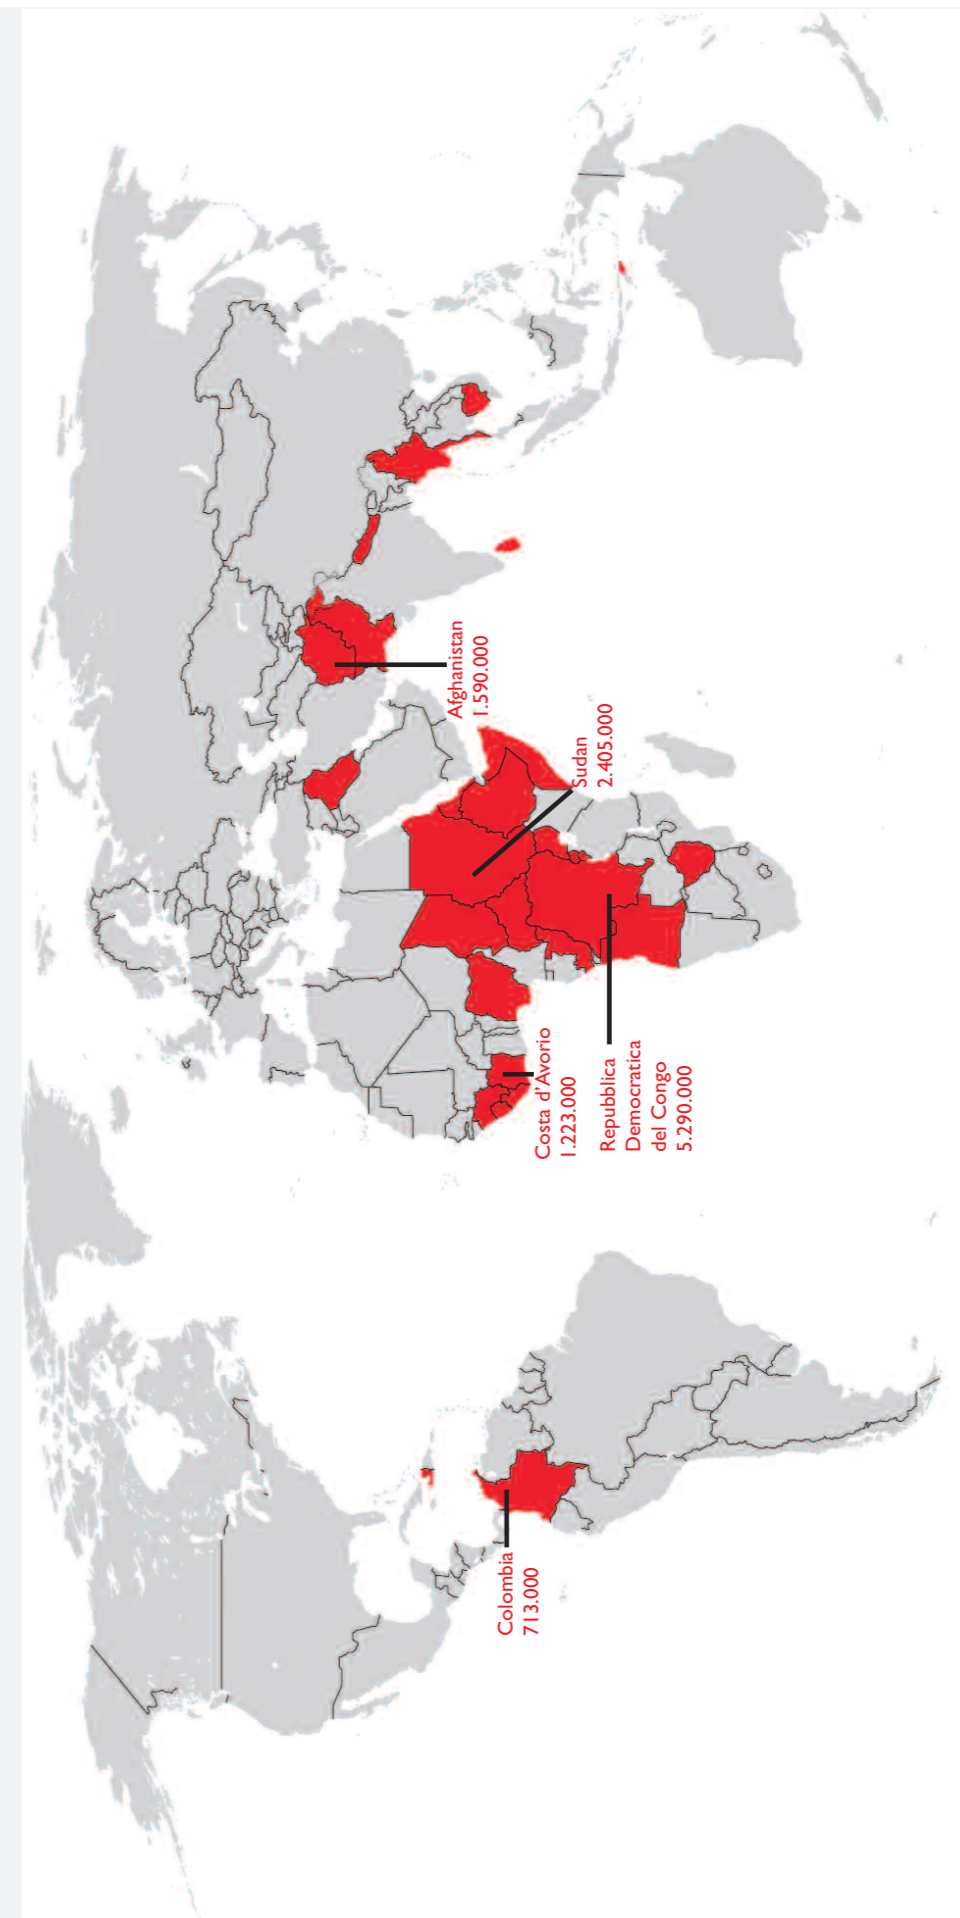 Colombia
713.000
Costa d'Avorio
1.223.000
Repubblica
Democratica
del Congo
5.290.000
Sudan
2.405.000
Afghanistan
1.590.000